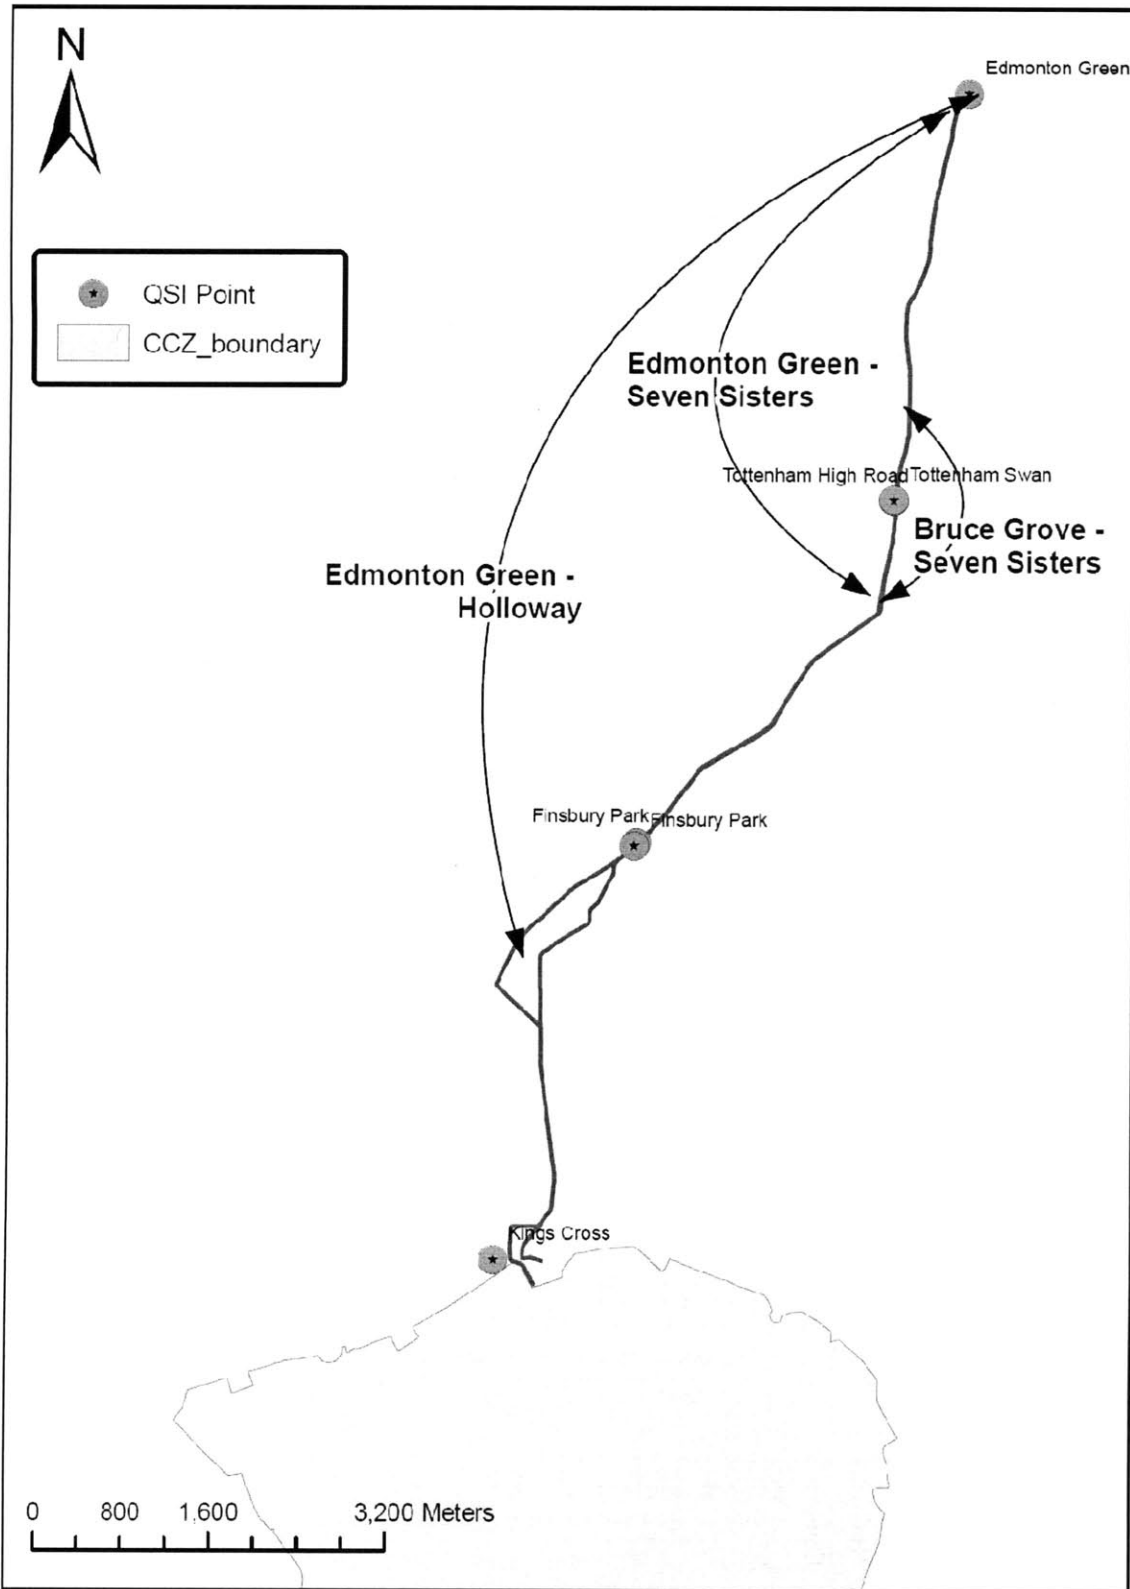 N
Edmonton Green
QSI Point
CCZ_boundary
Edmonton Green -
Seven Sisters
Tottenham High Road
Tottenham Swan
Bruce Grove -
Seven Sisters
Edmonton Green -
Holloway
Finsbury Park
Finsbury Park
Kings Cross
0 800 1,600 3,200 Meters